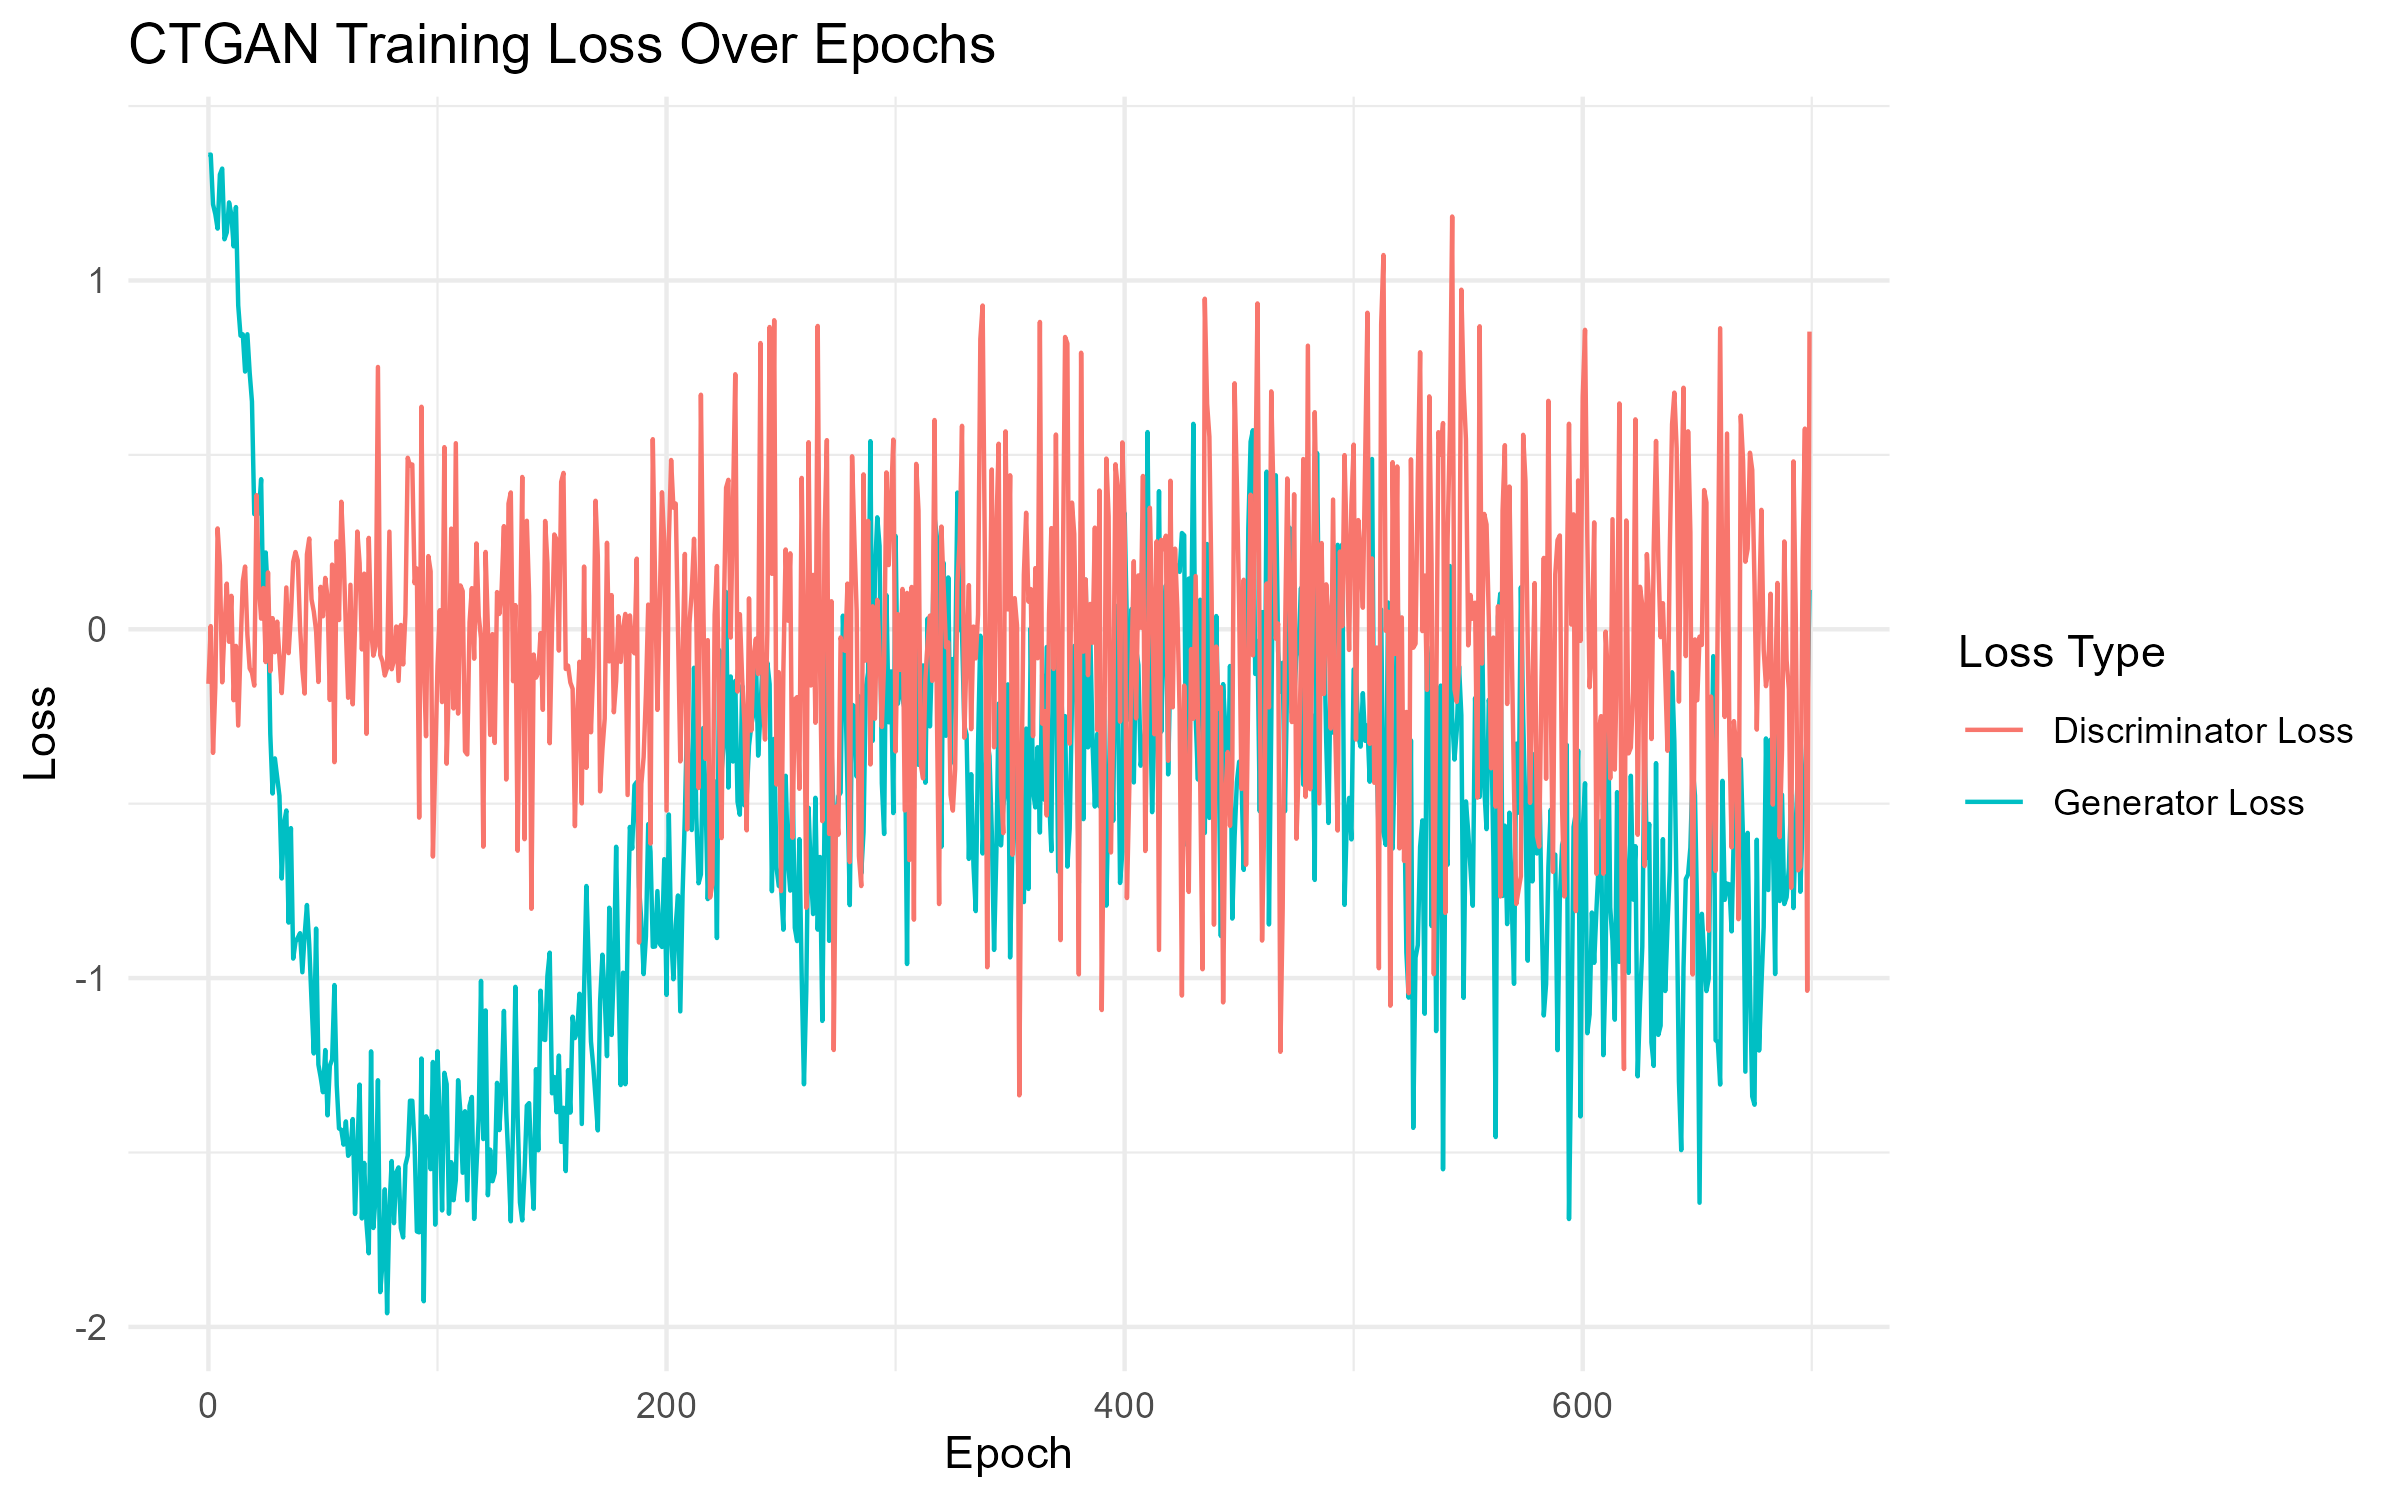 CTGAN Training Loss Over Epochs
Loss
1
0
-1
-2
0
200
400
600
Epoch
Loss Type
Discriminator Loss
Generator Loss